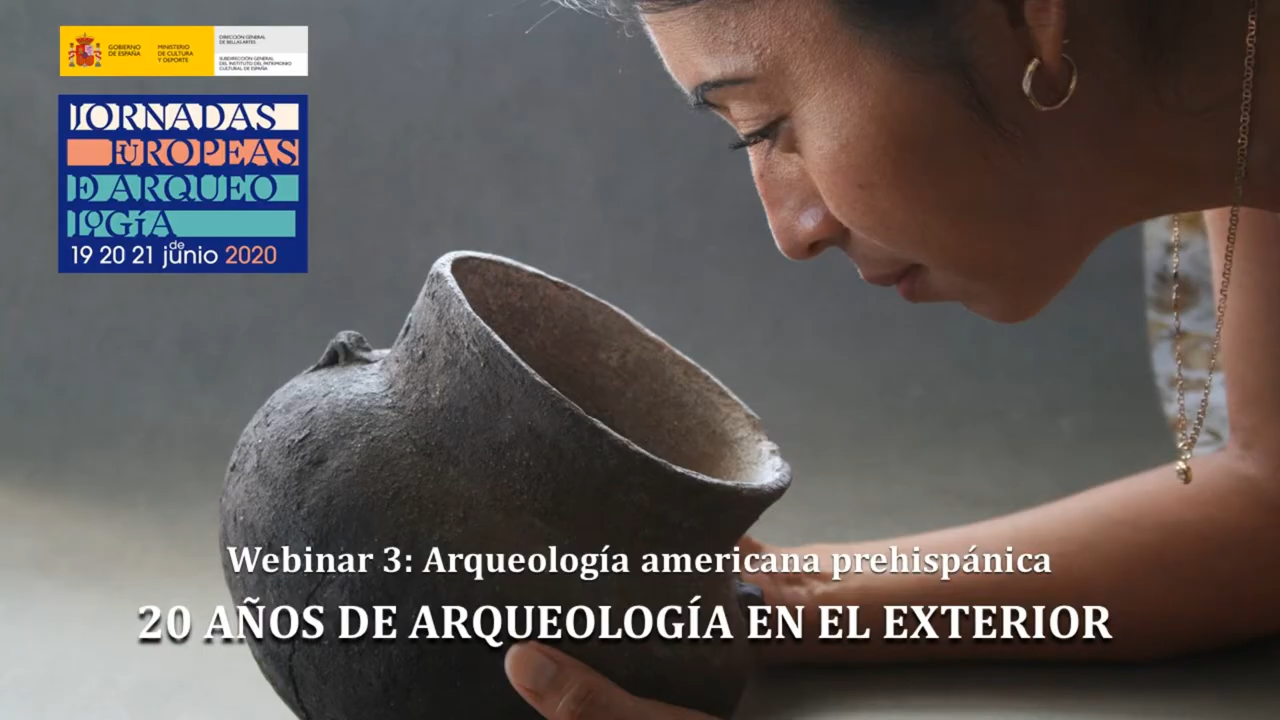 GOBIERNO
DE ESPAÑA
MINISTERIO
DE CULTURA
Y DEPORTE
DIRECCIÓN GENERAL
DE BELLAS ARTES
SUBDIRECCIÓN GENERAL
DEL INSTITUTO DEL PATRIMONIO
CULTURAL DE ESPAÑA
JORNADAS
EUROPEAS
DE ARQUEO
LOGÍA
19 20 21 de junio 2020
Webinar 3: Arqueología americana prehispánica
20 AÑOS DE ARQUEOLOGÍA EN EL EXTERIOR